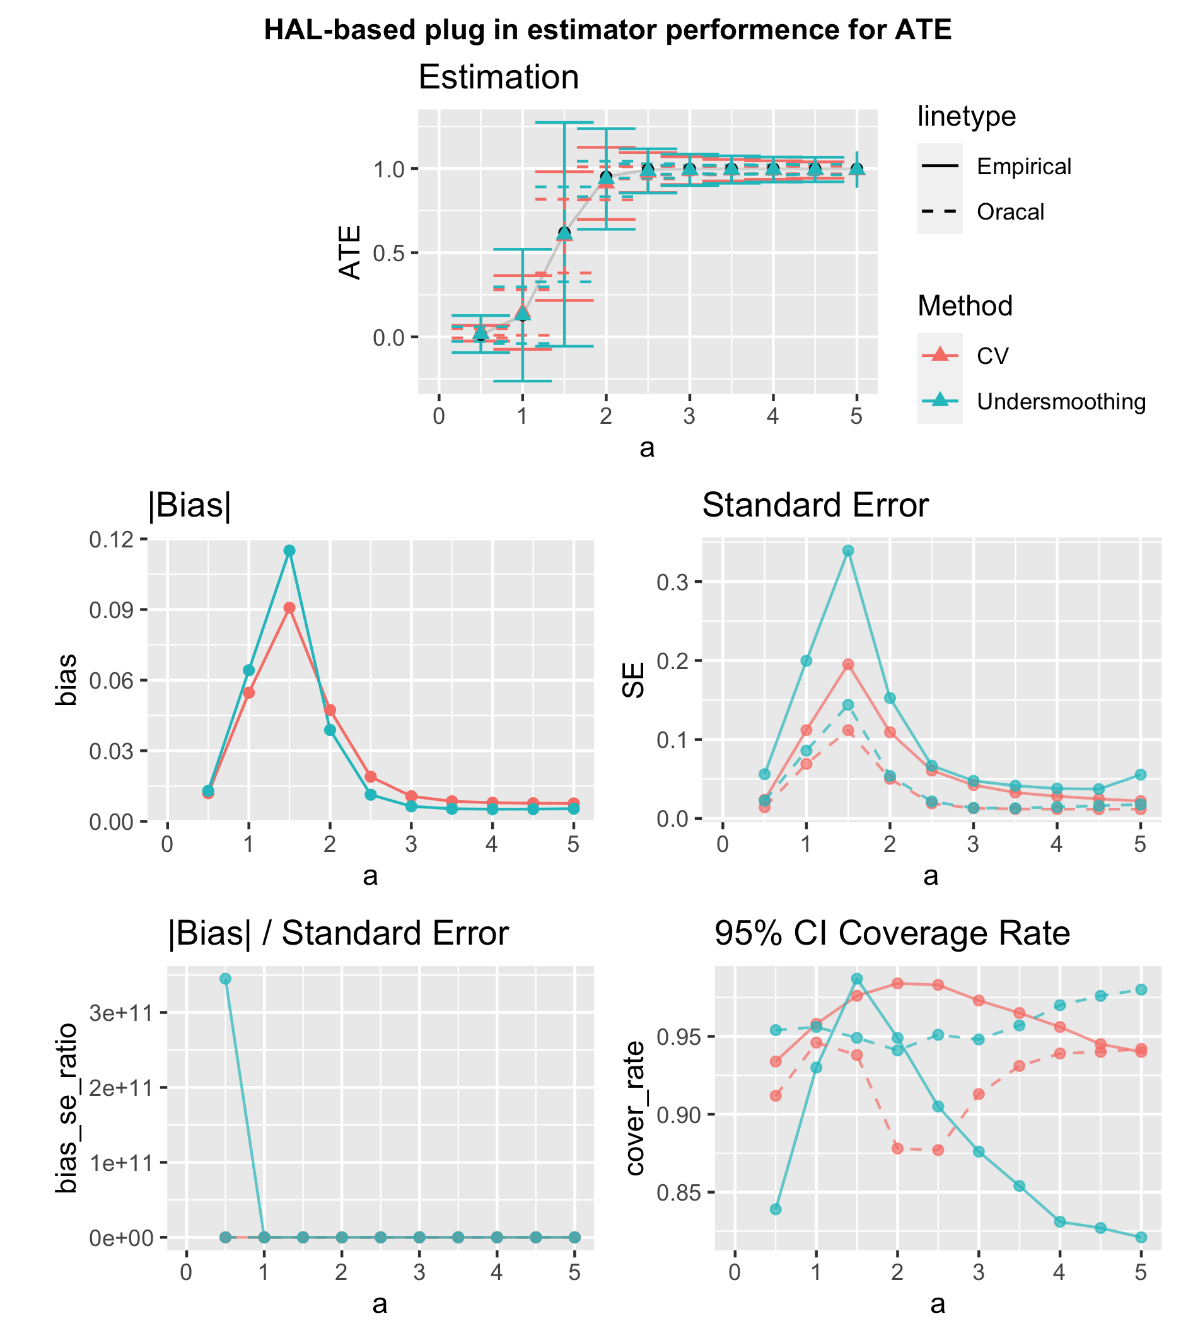 HAL-based plug in estimator performence for ATE
Estimation
ATE
1.0
0.5
0.0
0 1 2 3 4 5
a
linetype
Empirical
Oracal
Method
CV
Undersmoothing
|Bias|
bias
0.12
0.09
0.06
0.03
0.00
0 1 2 3 4 5
a
Standard Error
SE
0.3
0.2
0.1
0.0
0 1 2 3 4 5
a
|Bias| / Standard Error
bias_se_ratio
3e+11
2e+11
1e+11
0e+00
0 1 2 3 4 5
a
95% CI Coverage Rate
cover_rate
0.95
0.90
0.85
0 1 2 3 4 5
a